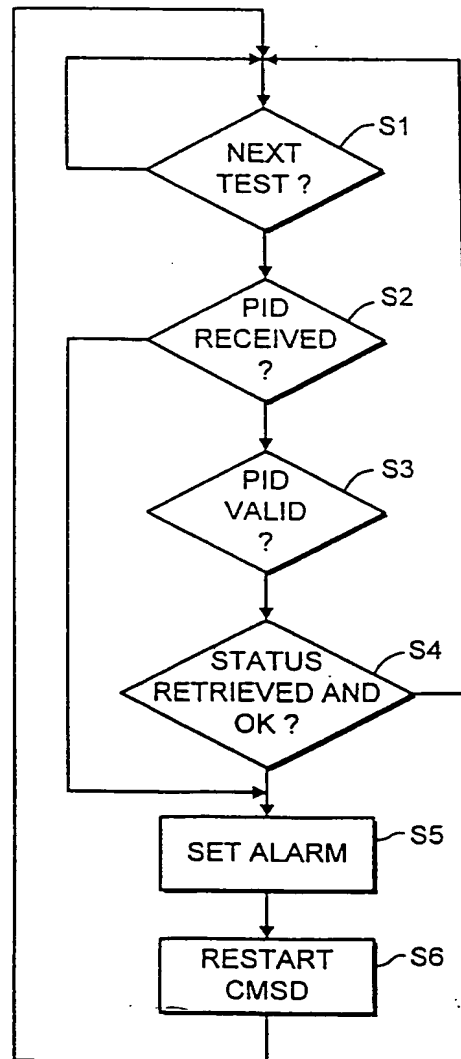 S1
NEXT
TEST ?
S2
PID
RECEIVED
?
S3
PID
VALID
?
S4
STATUS
RETRIEVED AND
OK ?
S5
SET ALARM
S6
RESTART
CMSD